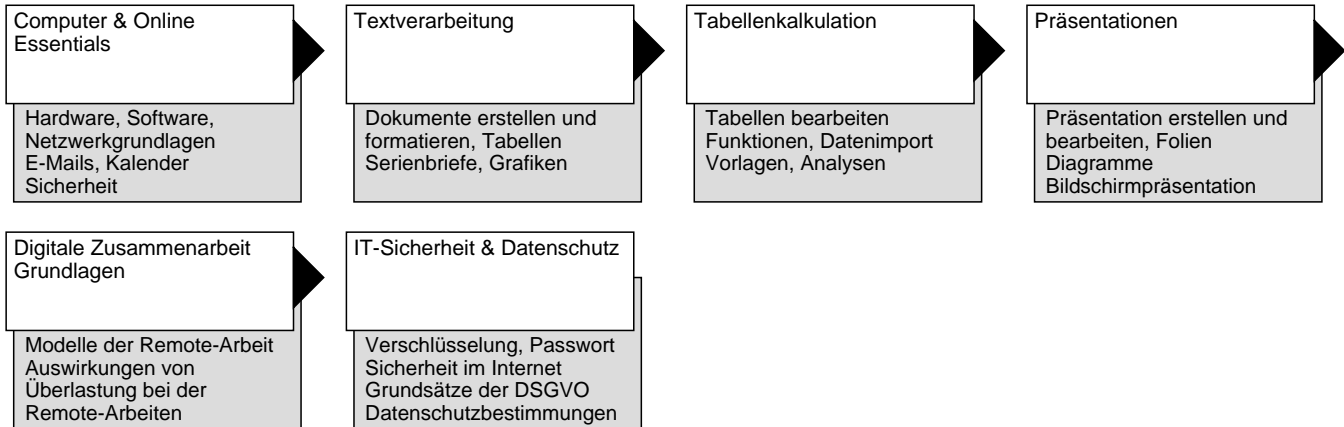 Computer & Online
Essentials
Hardware, Software,
Netzwerkgrundlagen
E-Mails, Kalender
Sicherheit
Textverarbeitung
Dokumente erstellen und
formatieren, Tabellen
Serienbriefe, Grafiken
Tabellenkalkulation
Tabellen bearbeiten
Funktionen, Datenimport
Vorlagen, Analysen
Präsentationen
Präsentation erstellen und
bearbeiten, Folien
Diagramme
Bildschirmpräsentation
Digitale Zusammenarbeit
Grundlagen
Modelle der Remote-Arbeit
Auswirkungen von
Überlastung bei der
Remote-Arbeiten
IT-Sicherheit & Datenschutz
Verschlüsselung, Passwort
Sicherheit im Internet
Grundsätze der DSGVO
Datenschutzbestimmungen